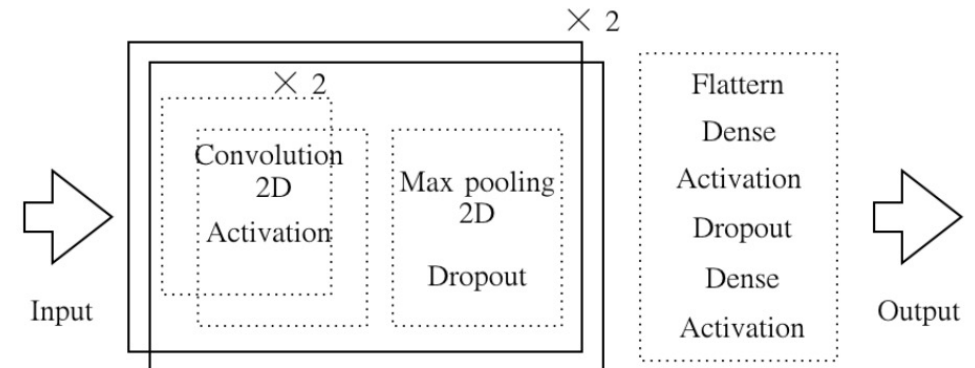 × 2
× 2
Convolution
2D
Activation
Max pooling
2D
Dropout
Flattern
Dense
Activation
Dropout
Dense
Activation
Input
Output